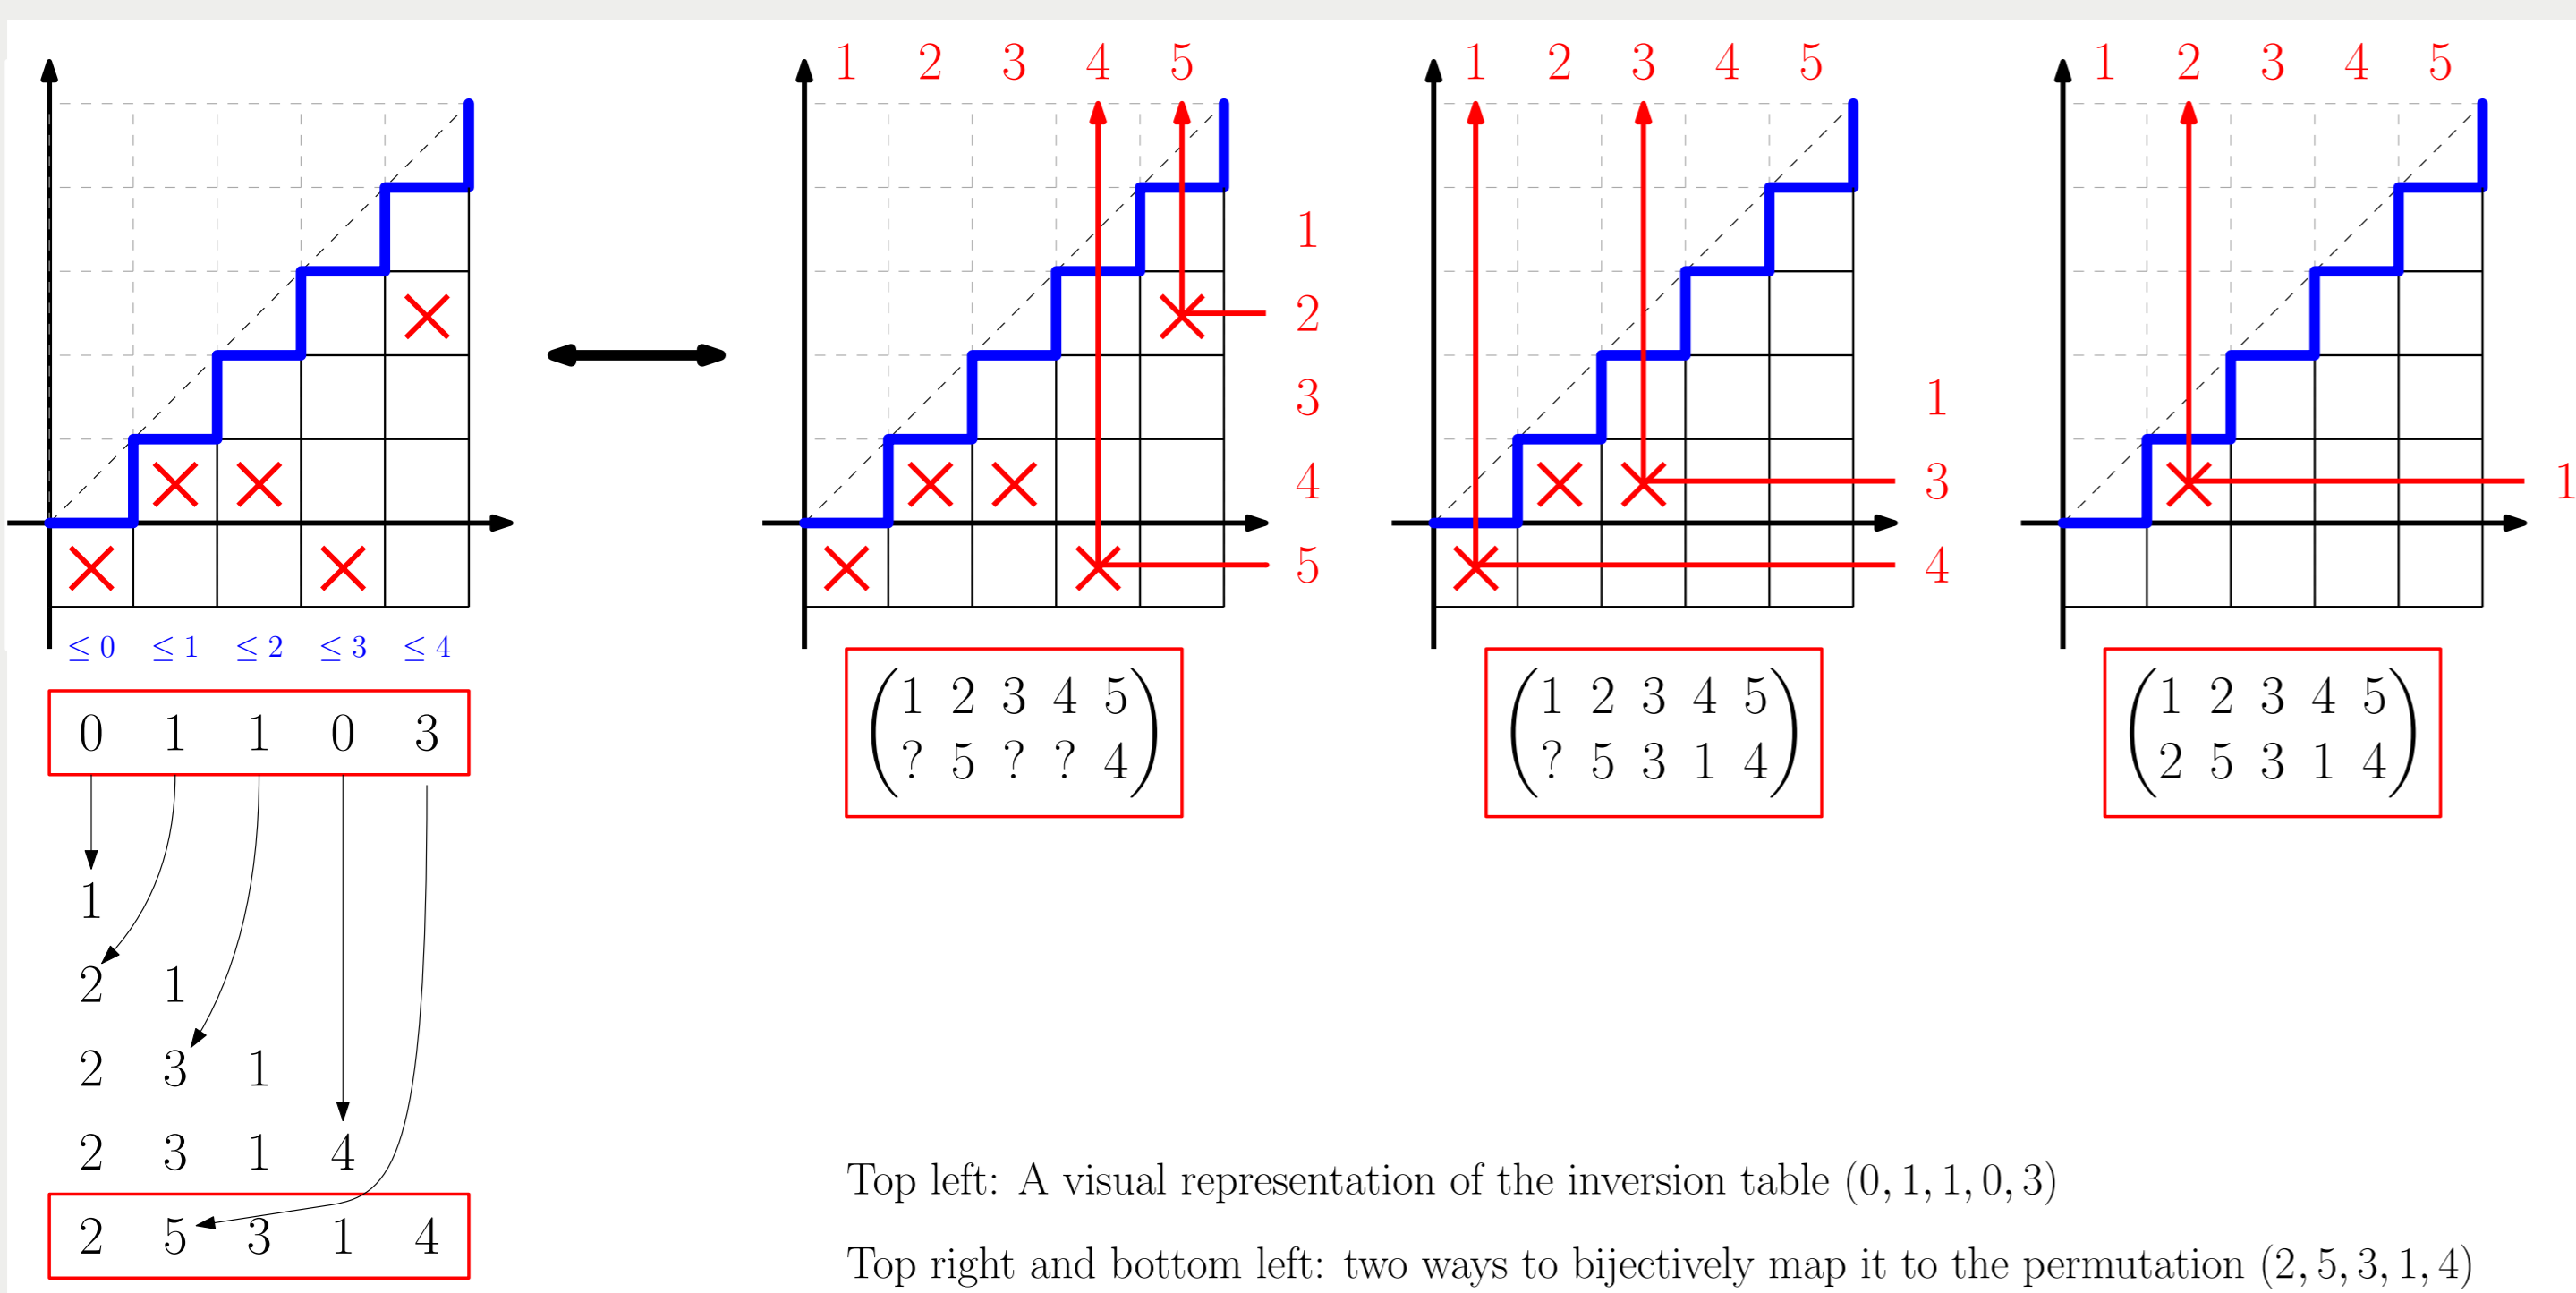 1 2 3 4 5
1
2
3
4
5
1 2 3 4 5
1
3
4
1 2 3 4 5
1
≤ 0 ≤ 1 ≤ 2 ≤ 3 ≤ 4
0 1 1 0 3
1
2 1
2 3 1
2 3 1 4
2 5 3 1 4
(1 2 3 4 5
? 5 ? ? 4)
(1 2 3 4 5
? 5 3 1 4)
(1 2 3 4 5
2 5 3 1 4)
Top left: A visual representation of the inversion table (0, 1, 1, 0, 3)
Top right and bottom left: two ways to bijectively map it to the permutation (2, 5, 3, 1, 4)